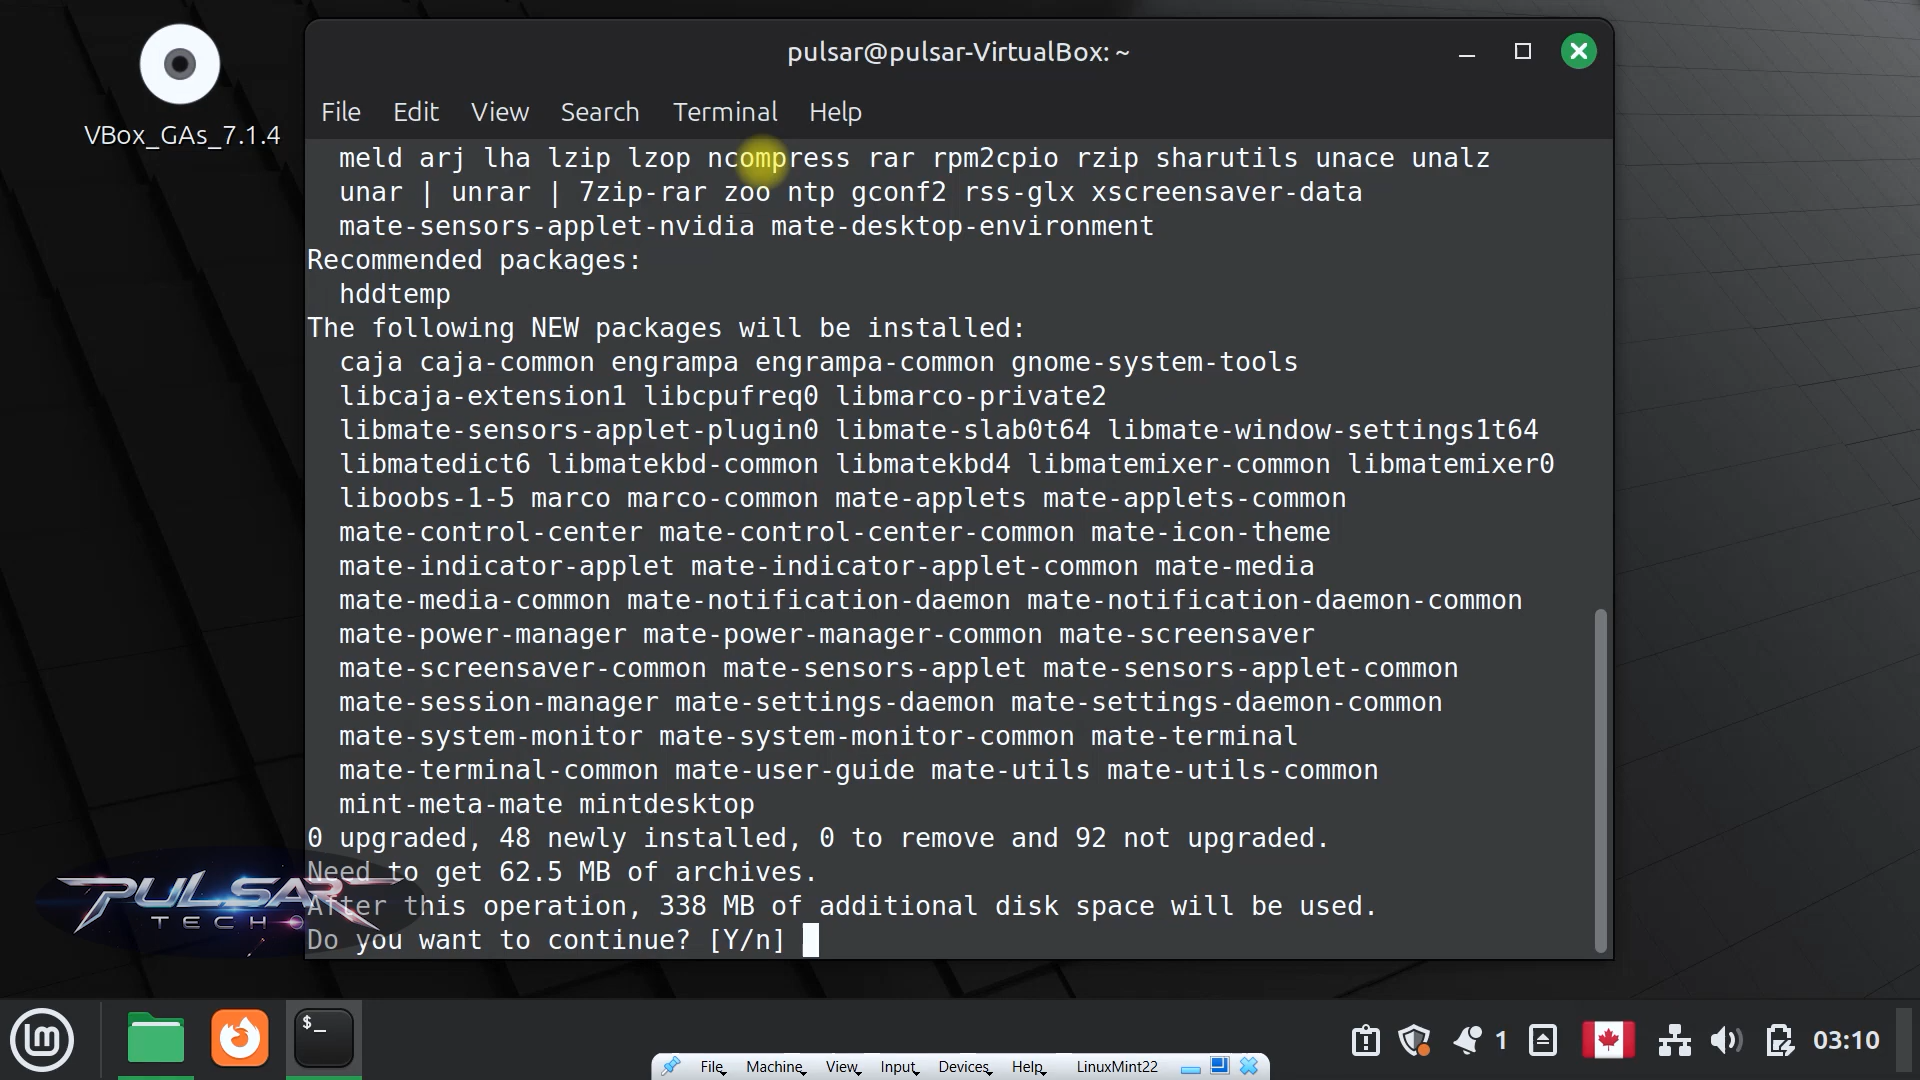 VBox_GAs_7.1.4
pulsar@pulsar-VirtualBox: ~
File Edit View Search Terminal Help
meld arj lha lzip lzop ncompress rar rpm2cpio rzip sharutils unace unalz
unar | unrar | 7zip-rar zoo ntp gconf2 rss-glx xscreensaver-data
mate-sensors-applet-nvidia mate-desktop-environment
Recommended packages:
hddtemp
The following NEW packages will be installed:
caja caja-common engrampa engrampa-common gnome-system-tools
libcaja-extension1 libcpufreq0 libmarco-private2
libmate-sensors-applet-plugin0 libmate-slab0t64 libmate-window-settings1t64
libmatedict6 libmatekbd-common libmatekbd4 libmatemixer-common libmatemixer0
liboobs-1-5 marco marco-common mate-applets mate-applets-common
mate-control-center mate-control-center-common mate-icon-theme
mate-indicator-applet mate-indicator-applet-common mate-media
mate-media-common mate-notification-daemon mate-notification-daemon-common
mate-power-manager mate-power-manager-common mate-screensaver
mate-screensaver-common mate-sensors-applet mate-sensors-applet-common
mate-session-manager mate-settings-daemon mate-settings-daemon-common
mate-system-monitor mate-system-monitor-common mate-terminal
mate-terminal-common mate-user-guide mate-utils mate-utils-common
mint-meta-mate mintdesktop
0 upgraded, 48 newly installed, 0 to remove and 92 not upgraded.
Need to get 62.5 MB of archives.
After this operation, 338 MB of additional disk space will be used.
Do you want to continue? [Y/n]
PULSAR
TECH
$_
1
03:10
File Machine View Input Devices Help LinuxMint22